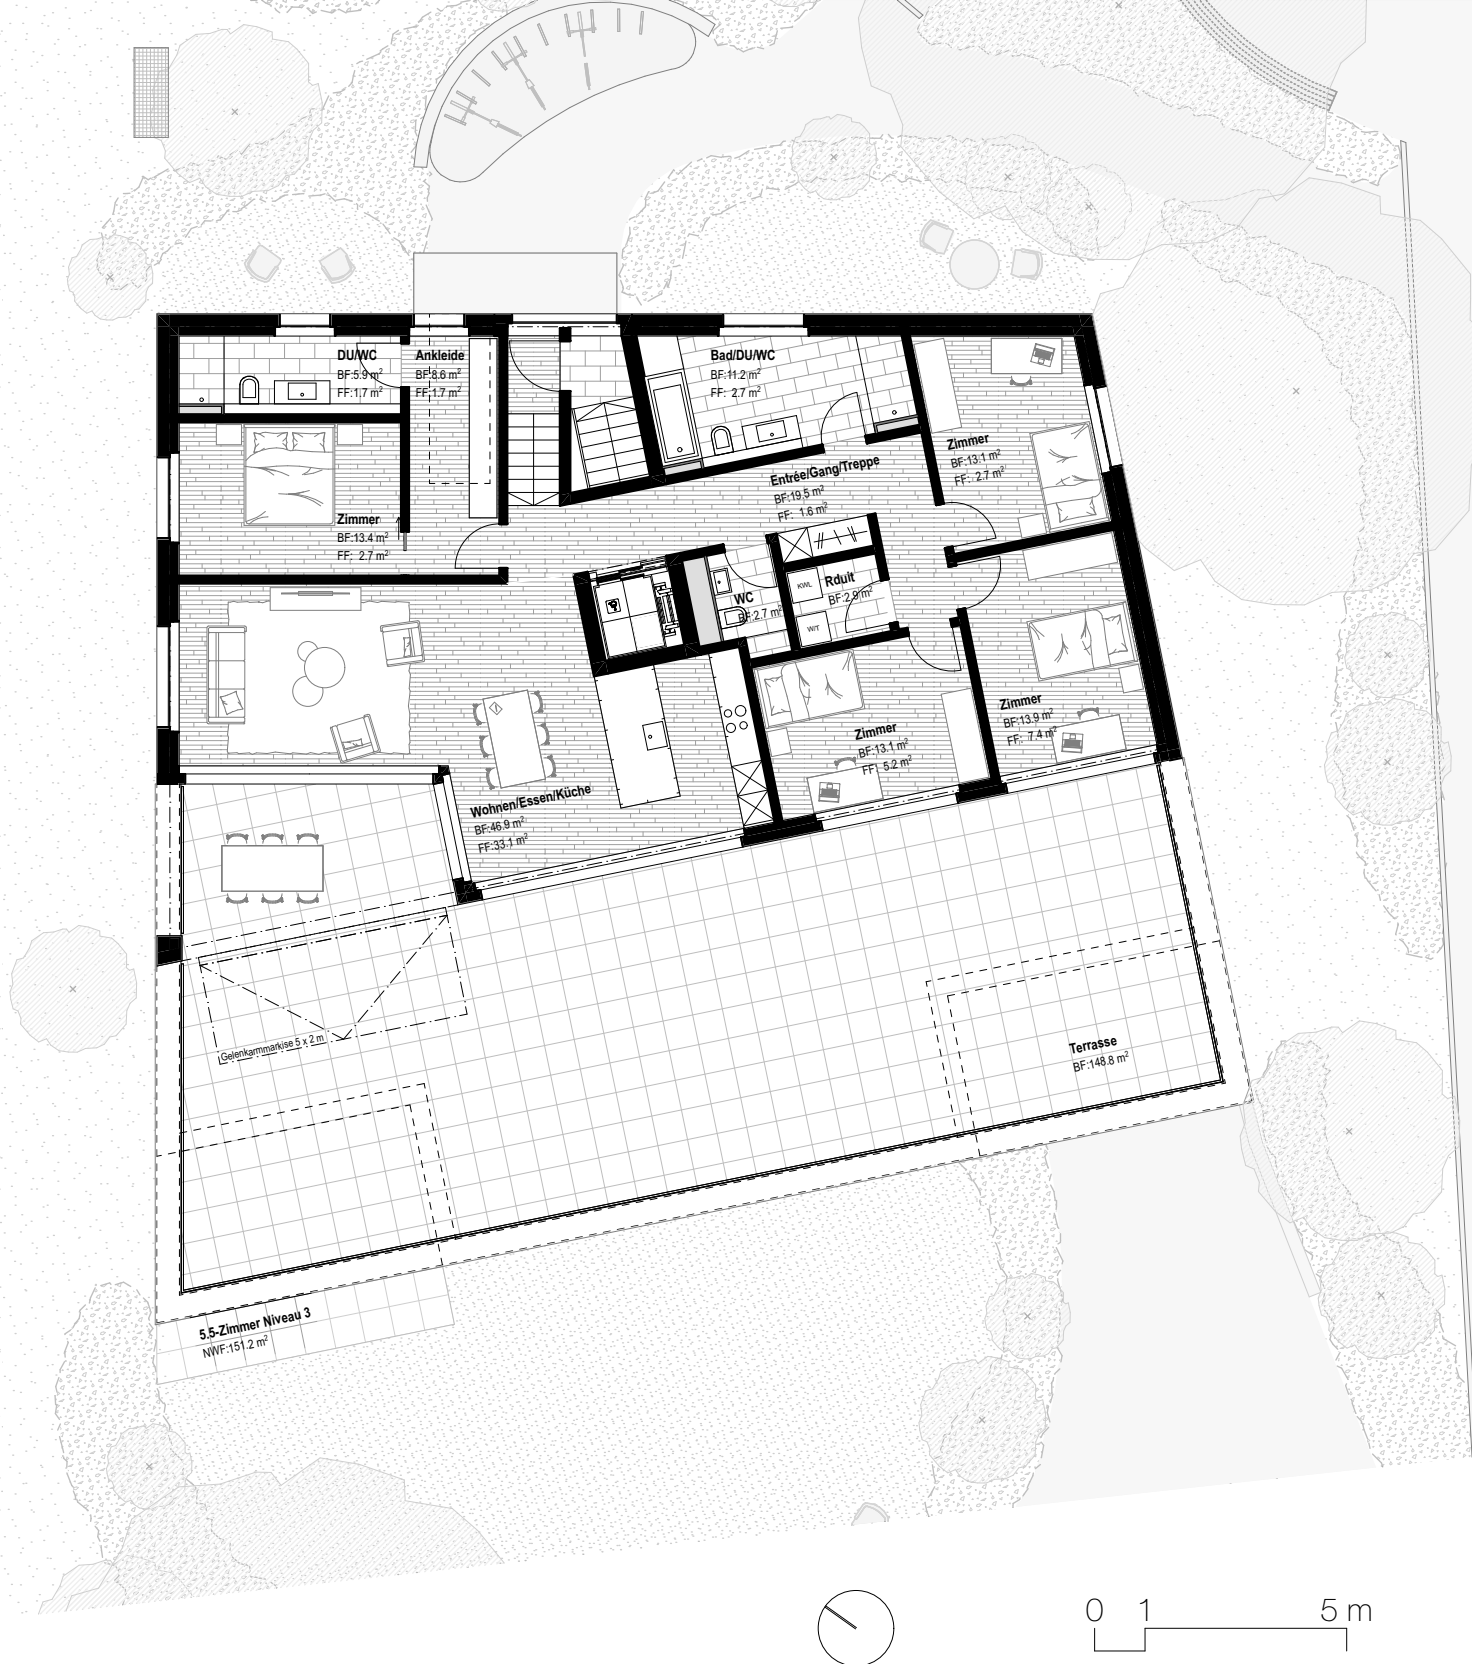 DU/WC
BF:5.9 m²
FF:1.7 m²
Ankleide
BF:8.6 m²
FF:1.7 m²
Bad/DU/WC
BF:11.2 m²
FF: 2.7 m²
Zimmer
BF:13.1 m²
FF: 2.7 m²
Entrée/Gang/Treppe
BF:19.5 m²
FF: 1.6 m²
Zimmer
BF:13.4 m²
FF: 2.7 m²
WC
BF:2.7 m²
Rduit
BF:2.9 m²
KWL
W/T
Zimmer
BF:13.9 m²
FF: 7.4 m²
Zimmer
BF:13.1 m²
FF: 5.2 m²
Wohnen/Essen/Küche
BF:46.9 m²
FF:33.1 m²
Gelenkarmmarkise 5 x 2 m
Terrasse
BF:148.8 m²
5.5-Zimmer Niveau 3
NWF:151.2 m²
0 1 5 m